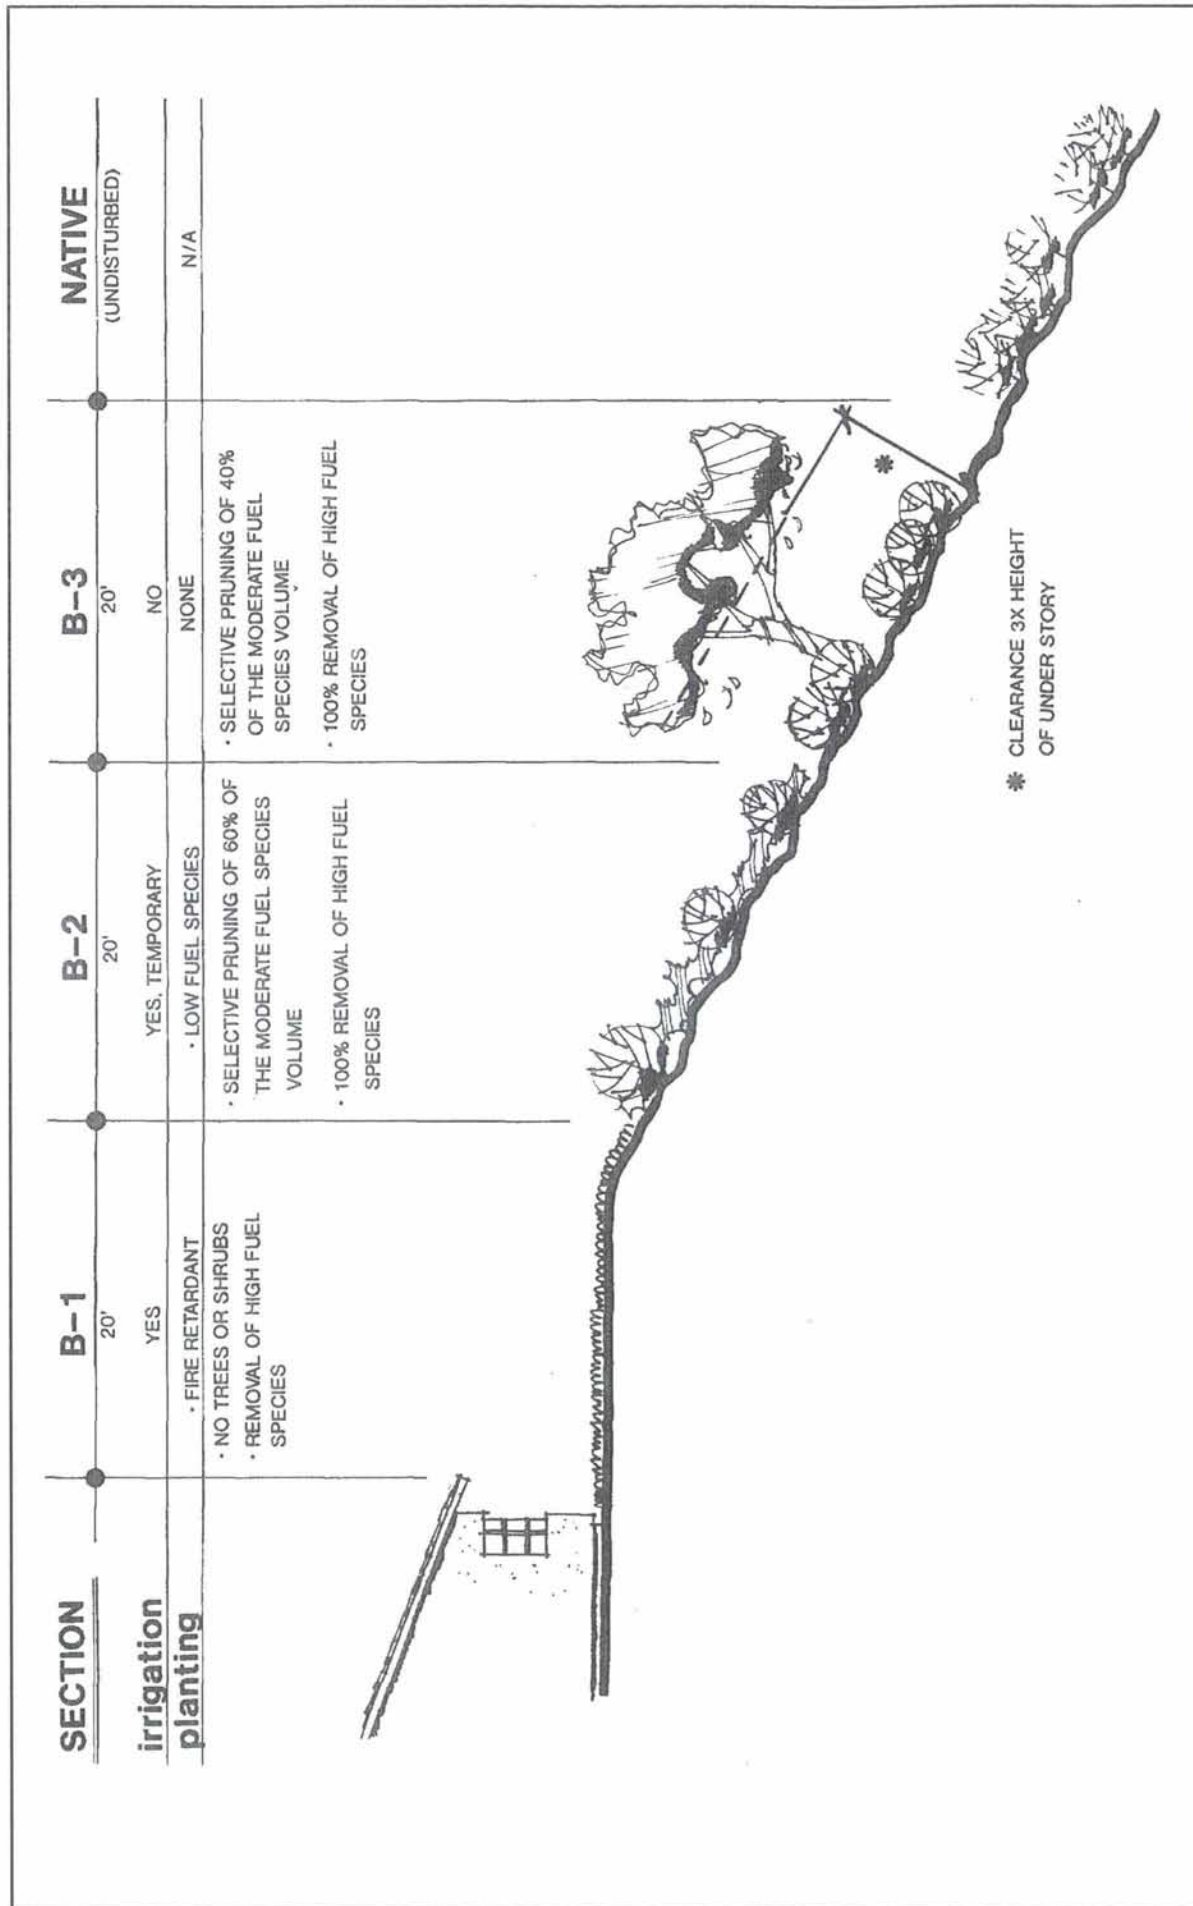 SECTION
B-1
B-2
B-3
NATIVE
20'
20'
20'
(UNDISTURBED)
irrigation
YES
YES, TEMPORARY
NO
planting
· FIRE RETARDANT
· LOW FUEL SPECIES
NONE
N/A
· NO TREES OR SHRUBS
· REMOVAL OF HIGH FUEL
SPECIES
· SELECTIVE PRUNING OF 60% OF
THE MODERATE FUEL SPECIES
VOLUME
· 100% REMOVAL OF HIGH FUEL
SPECIES
· SELECTIVE PRUNING OF 40%
OF THE MODERATE FUEL
SPECIES VOLUME
· 100% REMOVAL OF HIGH FUEL
SPECIES
*
* CLEARANCE 3X HEIGHT
OF UNDER STORY